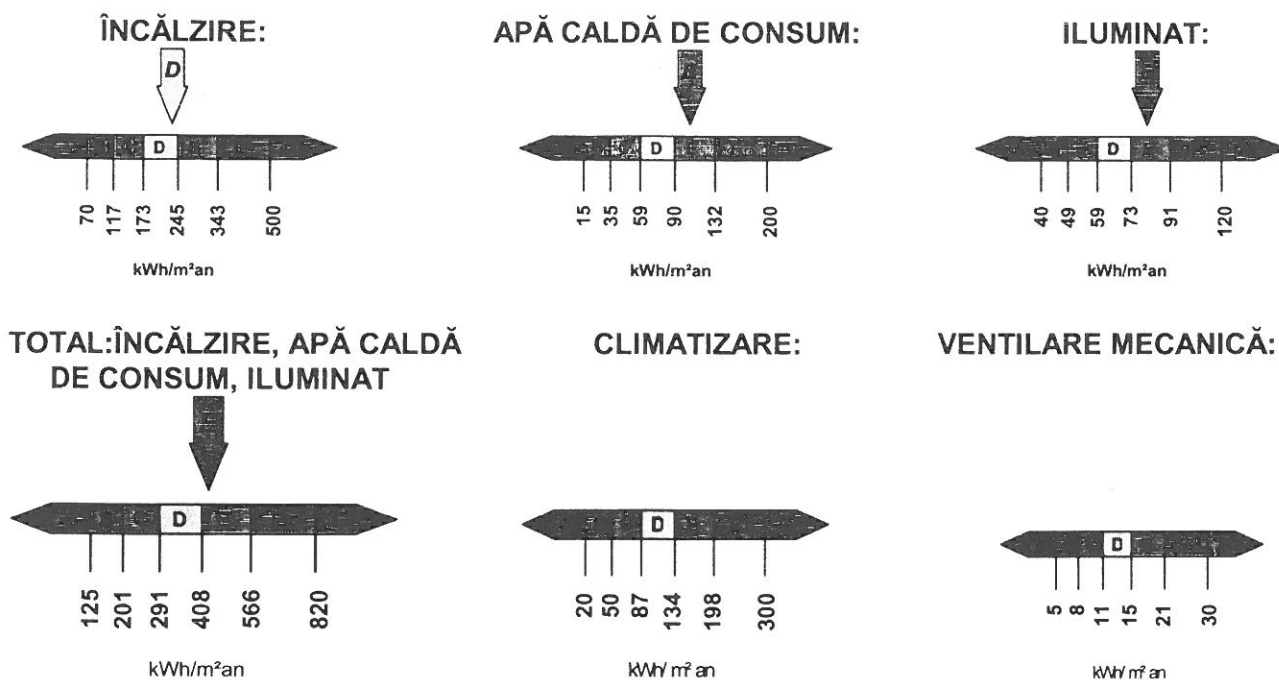 ÎNCĂLZIRE:
D
D
70 117 173 245 343 500
kWh/m²an
APĂ CALDĂ DE CONSUM:
D
15 35 59 90 132 200
kWh/m²an
ILUMINAT:
D
40 49 59 73 91 120
kWh/m²an
TOTAL:ÎNCĂLZIRE, APĂ CALDĂ
DE CONSUM, ILUMINAT
D
125 201 291 408 566 820
kWh/m²an
CLIMATIZARE:
D
20 50 87 134 198 300
kWh/m² an
VENTILARE MECANICĂ:
D
5 8 11 15 21 30
kWh/m² an